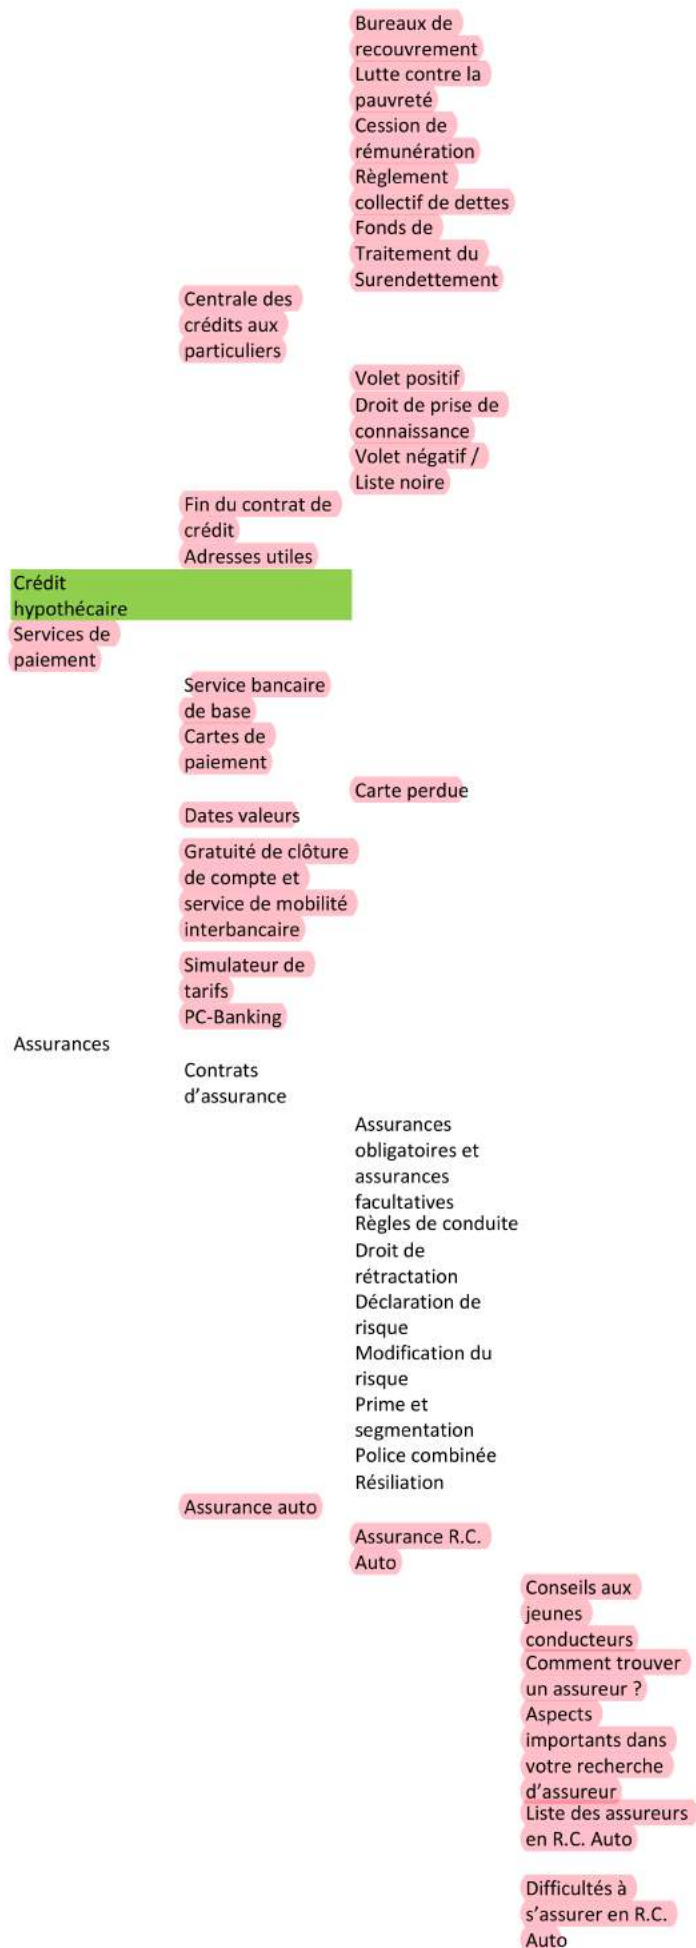 Bureaux de
recouvrement
Lutte contre la
pauvreté
Cession de
rémunération
Règlement
collectif de dettes
Fonds de
Traitement du
Surendettement
Centrale des
crédits aux
particuliers
Volet positif
Droit de prise de
connaissance
Volet négatif /
Liste noire
Fin du contrat de
crédit
Adresses utiles
Crédit
hypothécaire
Services de
paiement
Service bancaire
de base
Cartes de
paiement
Carte perdue
Dates valeurs
Gratuité de clôture
de compte et
service de mobilité
interbancaire
Simulateur de
tarifs
PC-Banking
Assurances
Contrats
d’assurance
Assurances
obligatoires et
assurances
facultatives
Règles de conduite
Droit de
rétractation
Déclaration de
risque
Modification du
risque
Prime et
segmentation
Police combinée
Résiliation
Assurance auto
Assurance R.C.
Auto
Conseils aux
jeunes
conducteurs
Comment trouver
un assureur ?
Aspects
importants dans
votre recherche
d’assureur
Liste des assureurs
en R.C. Auto
Difficultés à
s’assurer en R.C.
Auto